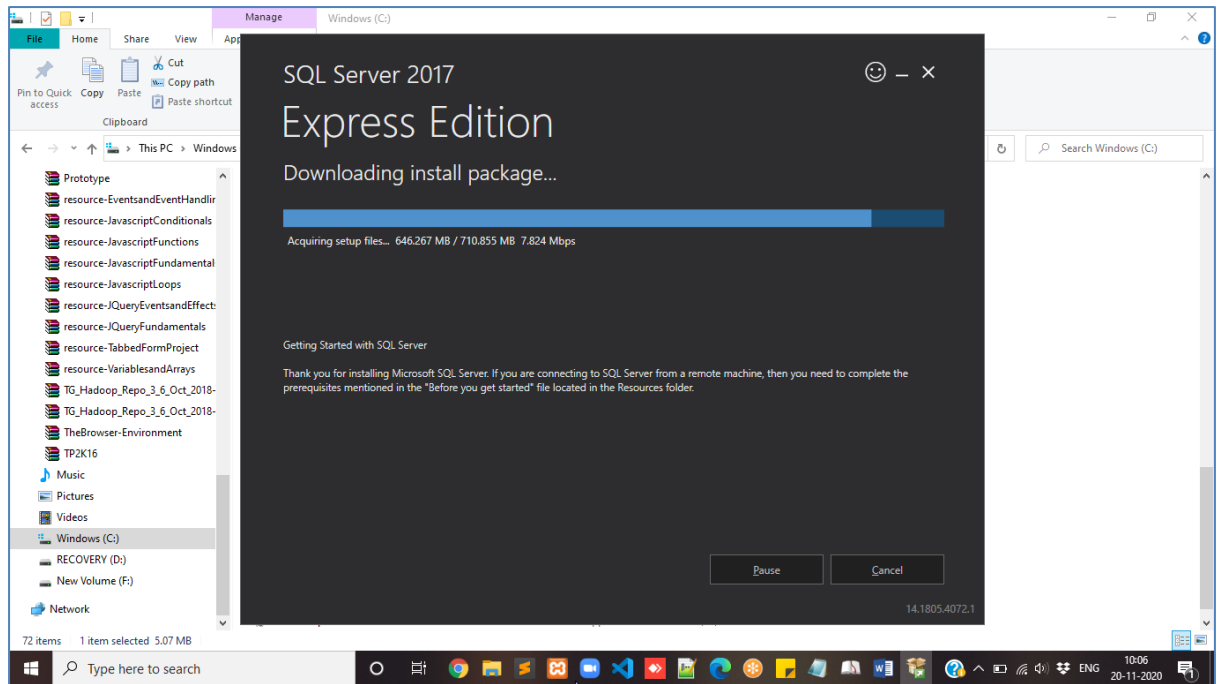 Manage
Windows (C:)
File
Home
Share
View
App
Pin to Quick access
Copy
Paste
Cut
Copy path
Paste shortcut
Clipboard
This PC > Windows
Search Windows (C:)
Prototype
resource-EventsandEventHandlir
resource-JavascriptConditionals
resource-JavascriptFunctions
resource-JavascriptFundamental
resource-JavascriptLoops
resource-JQueryEventsandEffects
resource-JQueryFundamentals
resource-TabbedFormProject
resource-VariablesandArrays
TG_Hadoop_Repo_3_6_Oct_2018-
TG_Hadoop_Repo_3_6_Oct_2018-
TheBrowser-Environment
TP2K16
Music
Pictures
Videos
Windows (C:)
RECOVERY (D:)
New Volume (F:)
Network
72 items
1 item selected 5.07 MB
SQL Server 2017
Express Edition
Downloading install package...
Acquiring setup files... 646.267 MB / 710.855 MB 7.824 Mbps
Getting Started with SQL Server
Thank you for installing Microsoft SQL Server. If you are connecting to SQL Server from a remote machine, then you need to complete the
prerequisites mentioned in the "Before you get started" file located in the Resources folder.
Pause
Cancel
14.1805.4072.1
Type here to search
ENG
10:06
20-11-2020